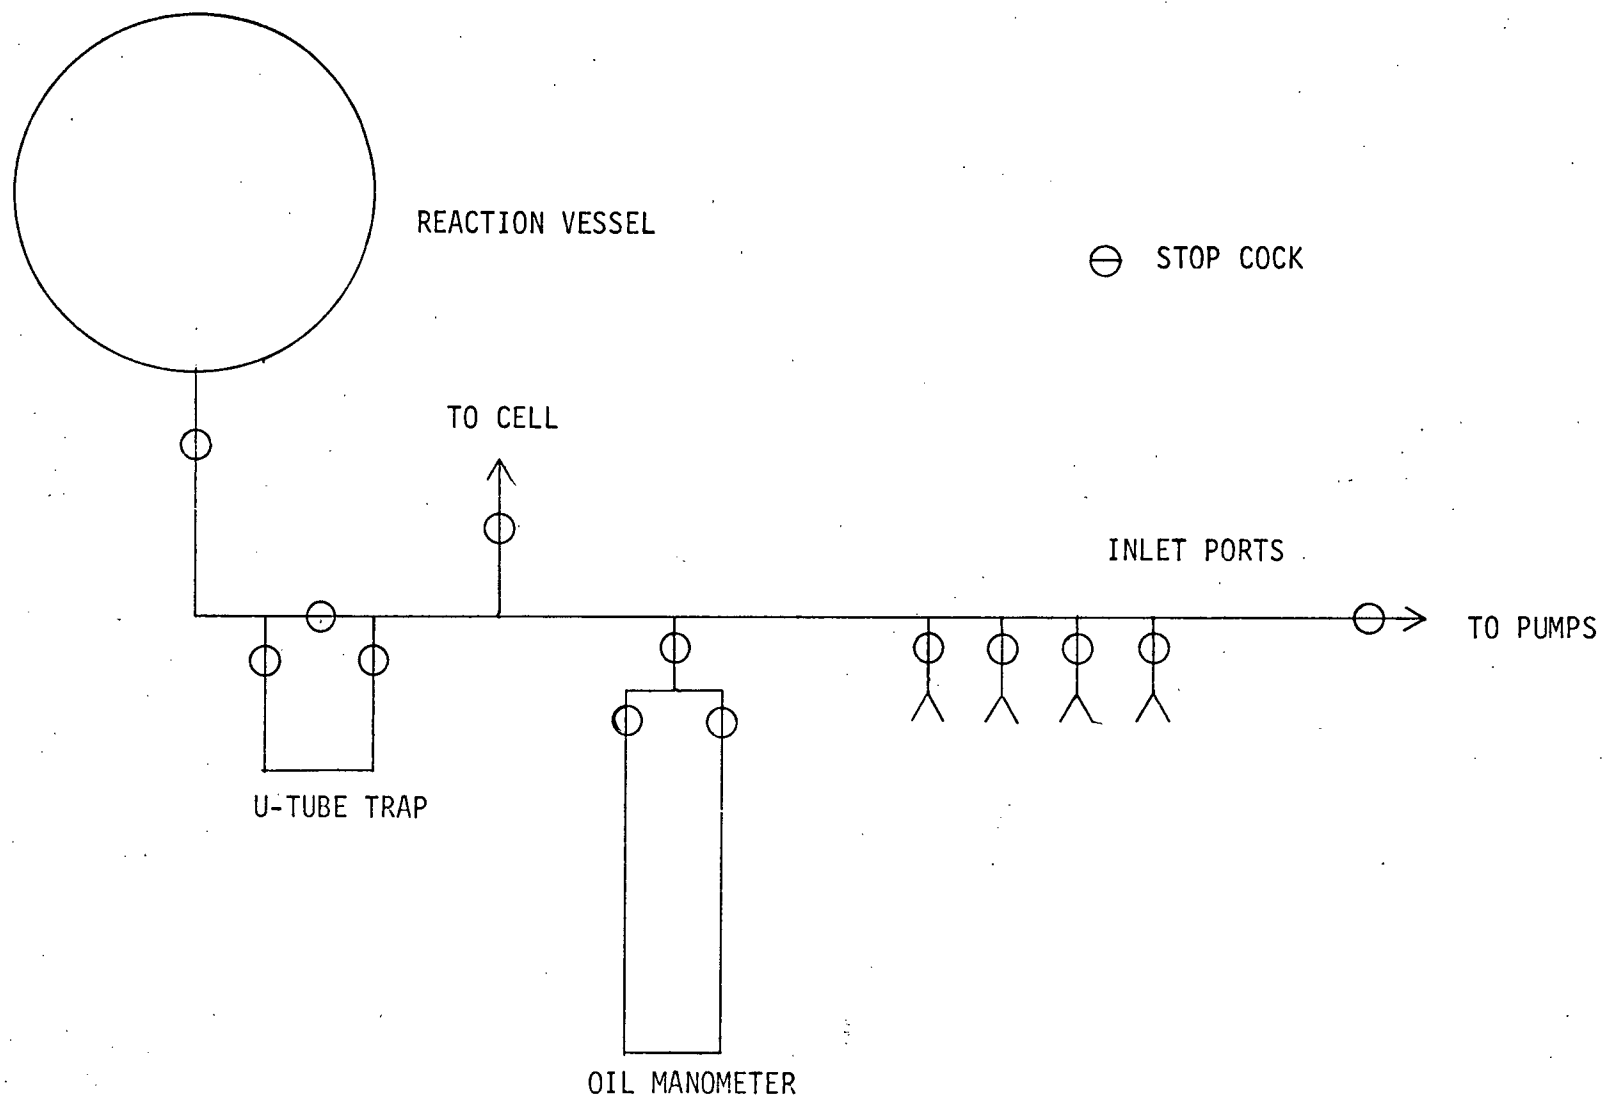 REACTION VESSEL
STOP COCK
TO CELL
INLET PORTS
TO PUMPS
U-TUBE TRAP
OIL MANOMETER